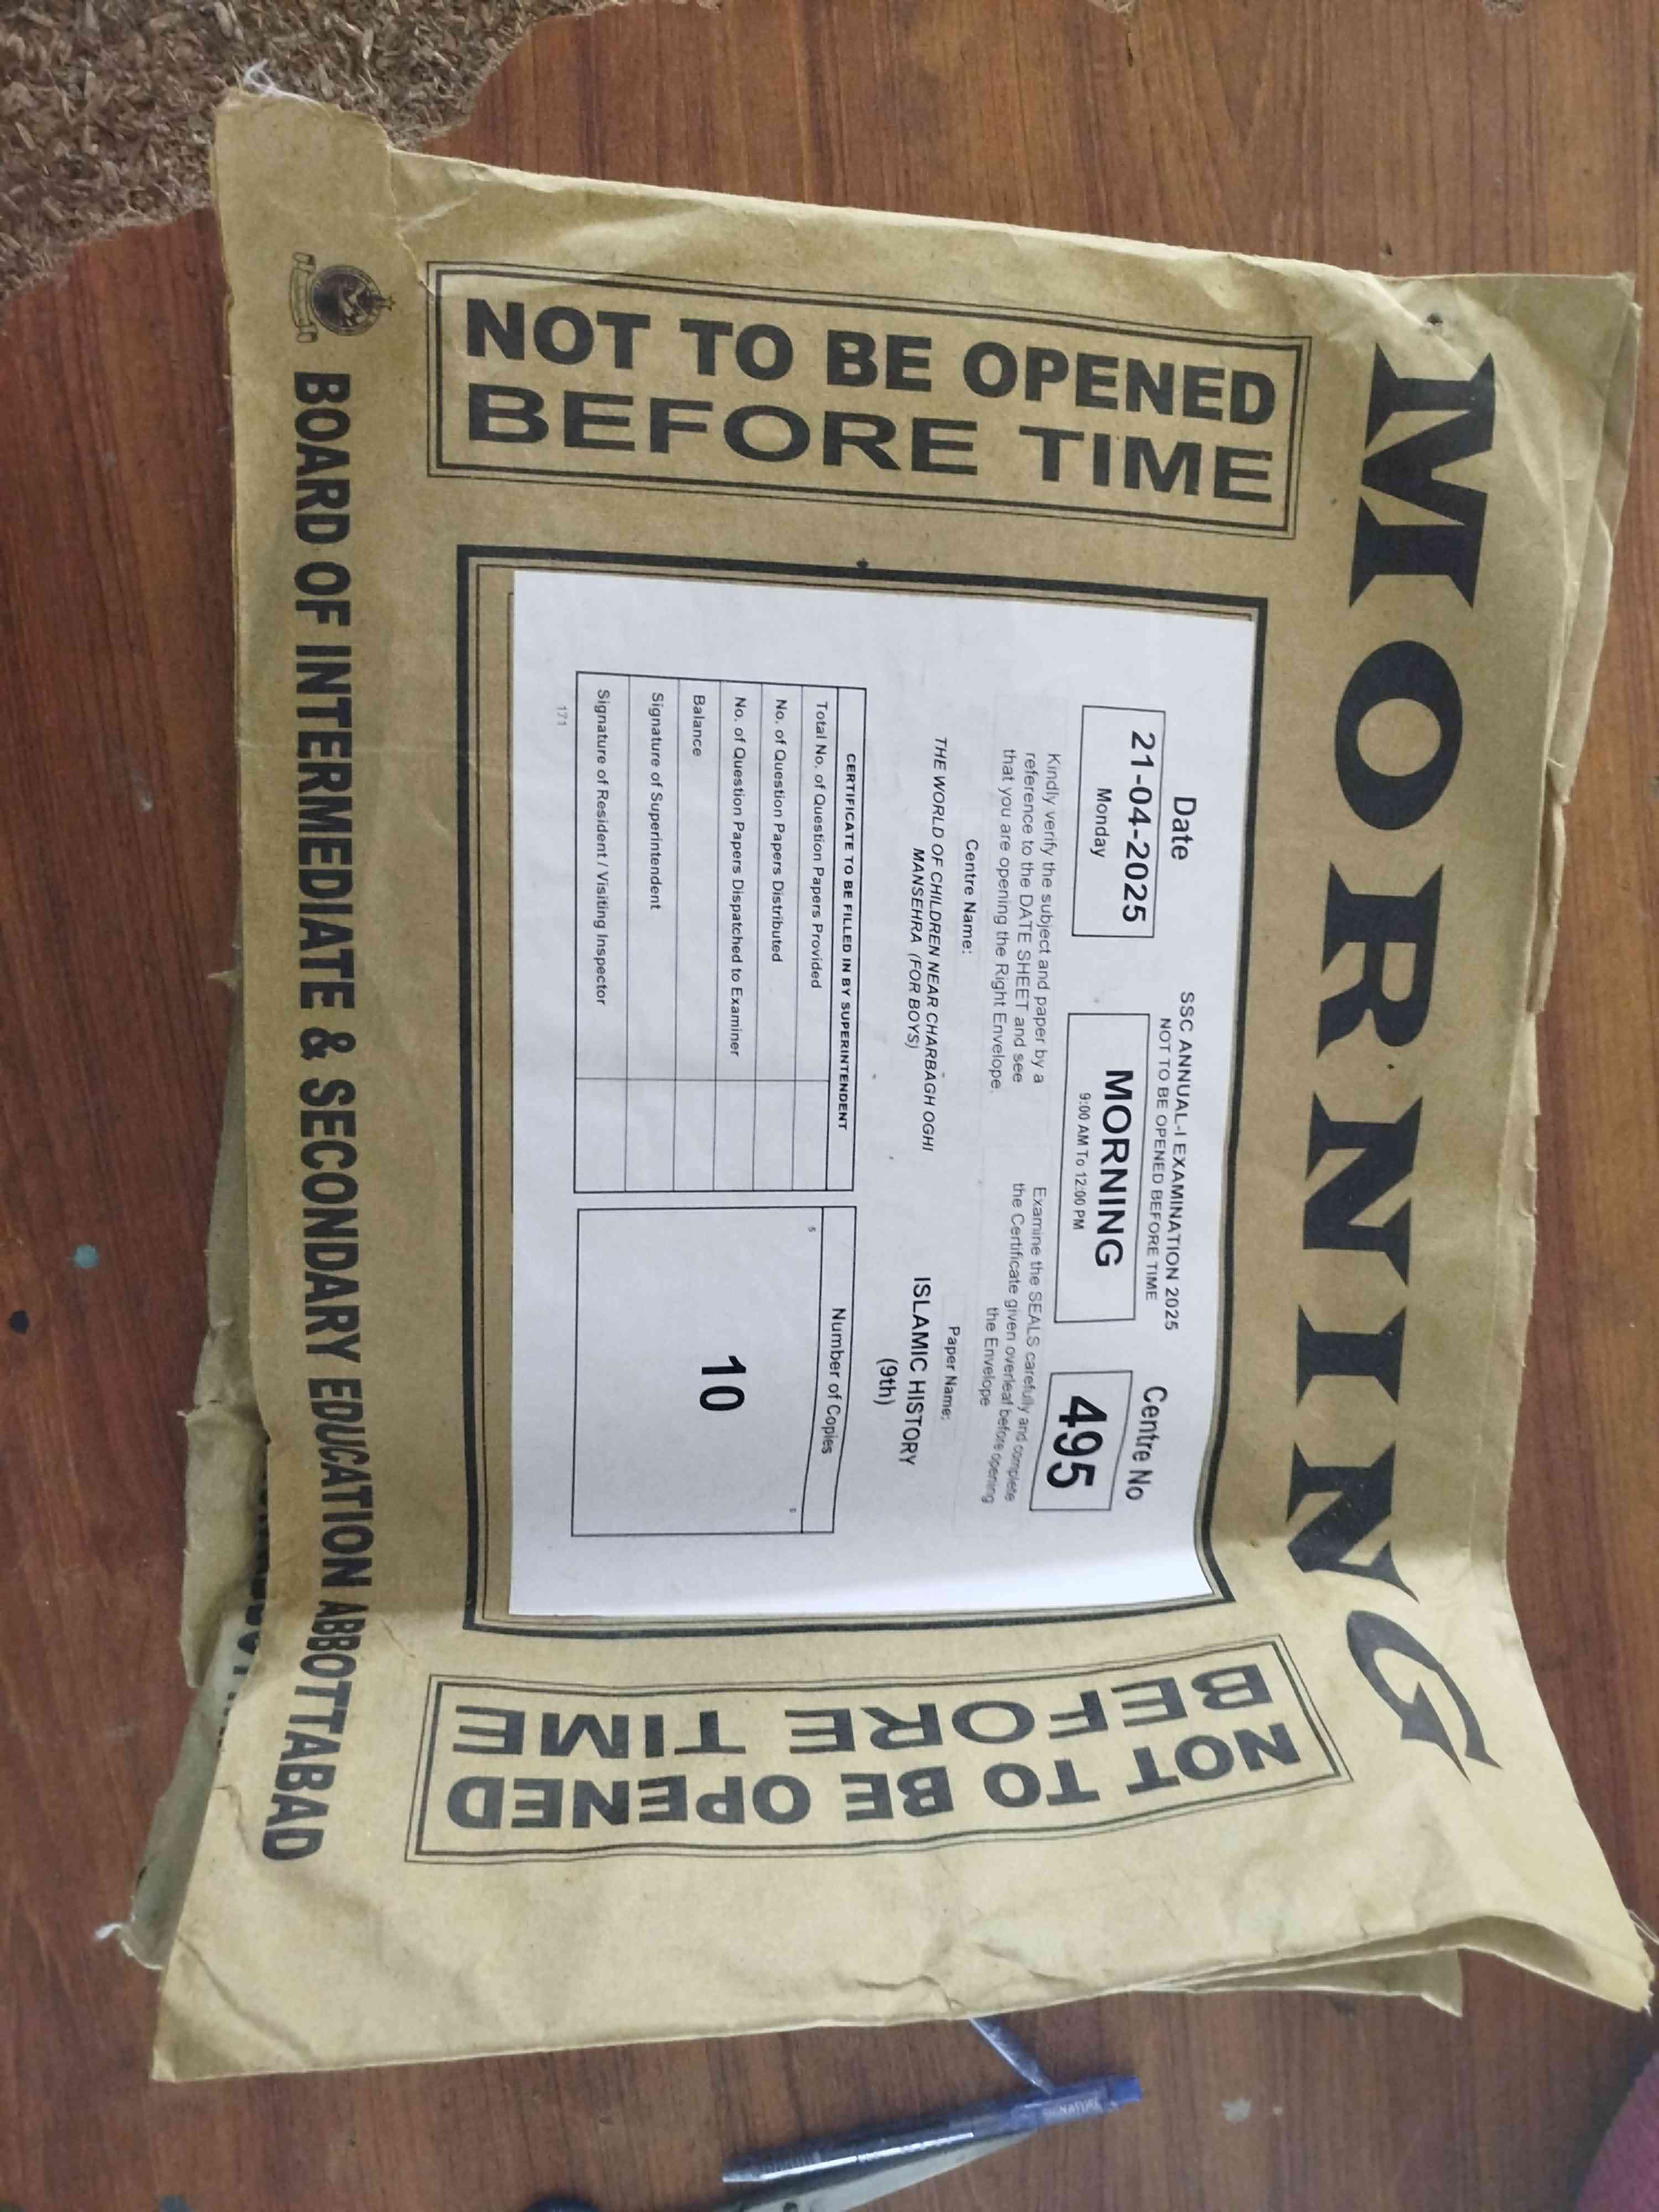 MORNING
NOT TO BE OPENED
BEFORE TIME
SSC ANNUAL-I EXAMINATION 2025
NOT TO BE OPENED BEFORE TIME
Date
21-04-2025
Monday
MORNING
9:00 AM To 12:00 PM
Centre No
495
Kindly verify the subject and paper by a
reference to the DATE SHEET and see
that you are opening the Right Envelope.
Examine the SEALS carefully and complete
the Certificate given overleaf before opening
the Envelope
Centre Name:
THE WORLD OF CHILDREN NEAR CHARBAGH OGHI
MANSEHRA (FOR BOYS)
Paper Name:
ISLAMIC HISTORY
(9th)
CERTIFICATE TO BE FILLED IN BY SUPERINTENDENT
Total No. of Question Papers Provided
No. of Question Papers Distributed
No. of Question Papers Dispatched to Examiner
Balance
Signature of Superintendent
Signature of Resident / Visiting Inspector
171
Number of Copies
10
NOT TO BE OPENED
BEFORE TIME
BOARD OF INTERMEDIATE & SECONDARY EDUCATION ABBOTTABAD
SIGNATURE